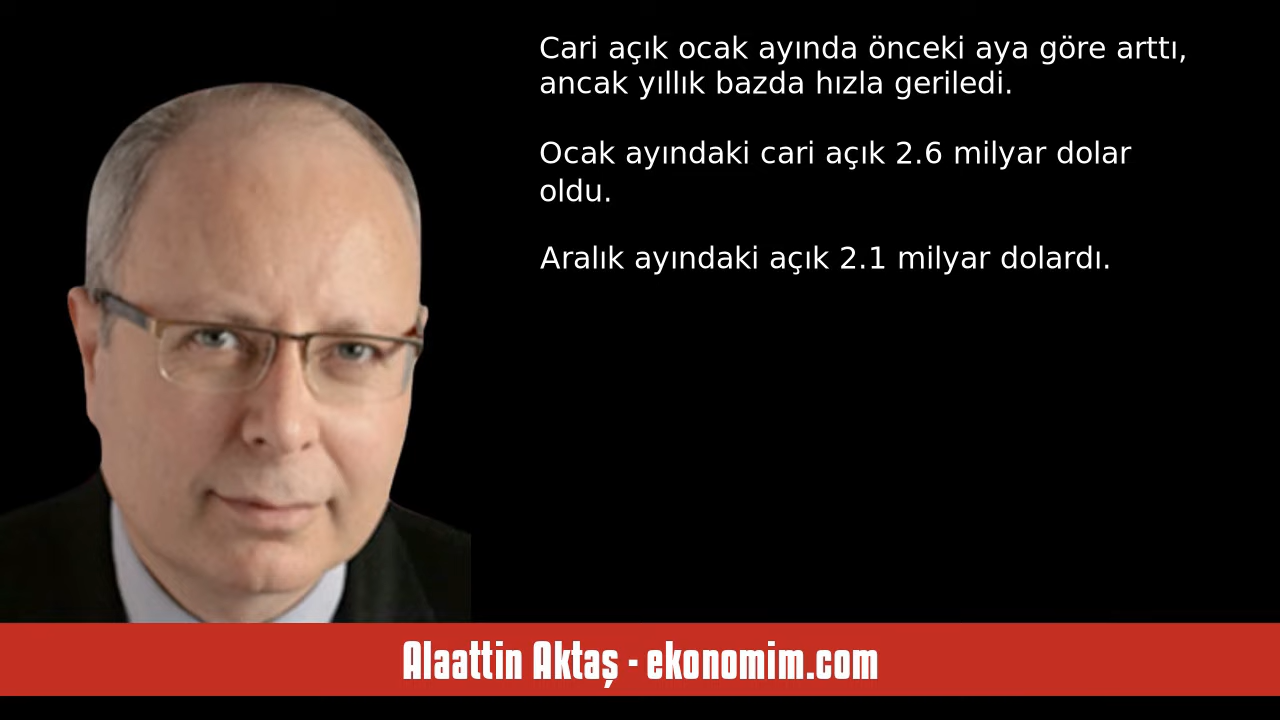 Cari açık ocak ayında önceki aya göre arttı,
ancak yıllık bazda hızla geriledi.
Ocak ayındaki cari açık 2.6 milyar dolar
oldu.
Aralık ayındaki açık 2.1 milyar dolardı.
Alaattin Aktaş - ekonomim.com